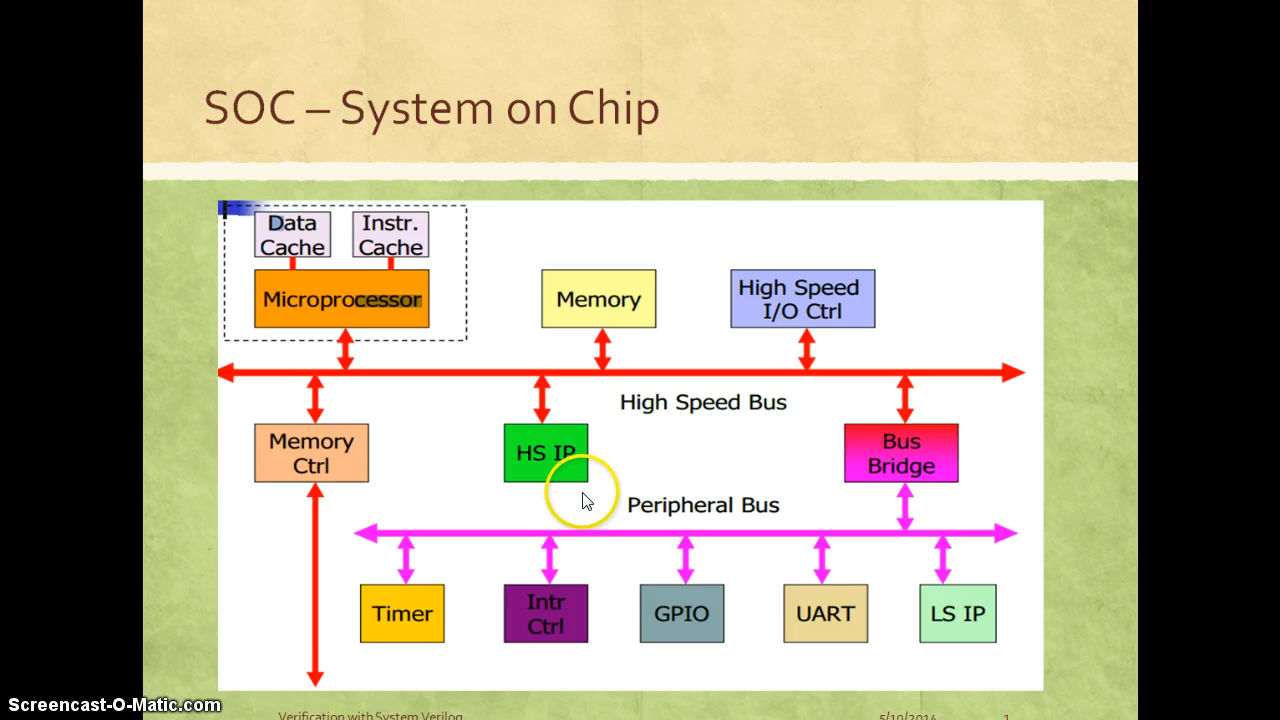 SOC – System on Chip
Data
Cache
Instr.
Cache
Microprocessor
Memory
High Speed
I/O Ctrl
High Speed Bus
Memory
Ctrl
HS IP
Bus
Bridge
Peripheral Bus
Timer
Intr
Ctrl
GPIO
UART
LS IP
Screencast-O-Matic.com
Verification with System Verilog
5/10/2014
1